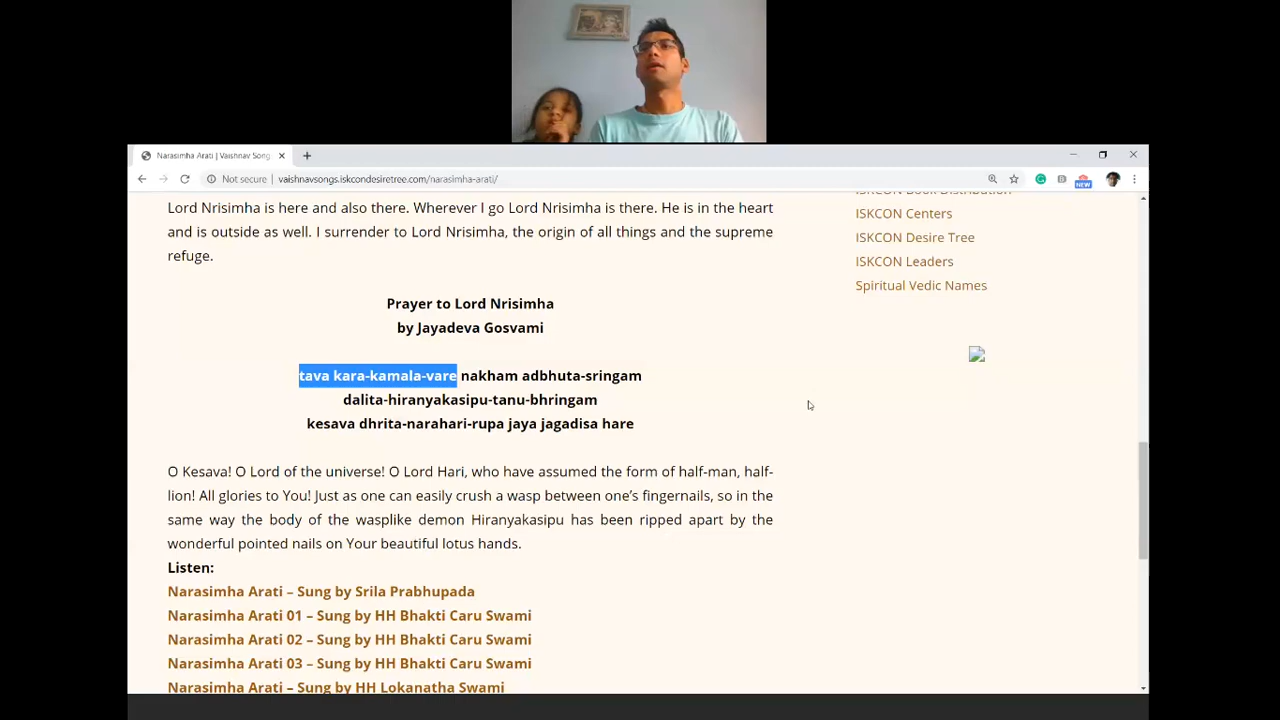 Narasimha Arati | Vaishnav Song
Not secure | vaishnavsongs.iskcondesiretree.com/narasimha-arati/
NEW
Lord Nrisimha is here and also there. Wherever I go Lord Nrisimha is there. He is in the heart
and is outside as well. I surrender to Lord Nrisimha, the origin of all things and the supreme
refuge.
Prayer to Lord Nrisimha
by Jayadeva Gosvami
tava kara-kamala-vare nakham adbhuta-sringam
dalita-hiranyakasipu-tanu-bhringam
kesava dhrita-narahari-rupa jaya jagadisa hare
O Kesava! O Lord of the universe! O Lord Hari, who have assumed the form of half-man, half-
lion! All glories to You! Just as one can easily crush a wasp between one’s fingernails, so in the
same way the body of the wasplike demon Hiranyakasipu has been ripped apart by the
wonderful pointed nails on Your beautiful lotus hands.
Listen:
Narasimha Arati – Sung by Srila Prabhupada
Narasimha Arati 01 – Sung by HH Bhakti Caru Swami
Narasimha Arati 02 – Sung by HH Bhakti Caru Swami
Narasimha Arati 03 – Sung by HH Bhakti Caru Swami
Narasimha Arati – Sung by HH Lokanatha Swami
ISKCON Book Distribution
ISKCON Centers
ISKCON Desire Tree
ISKCON Leaders
Spiritual Vedic Names